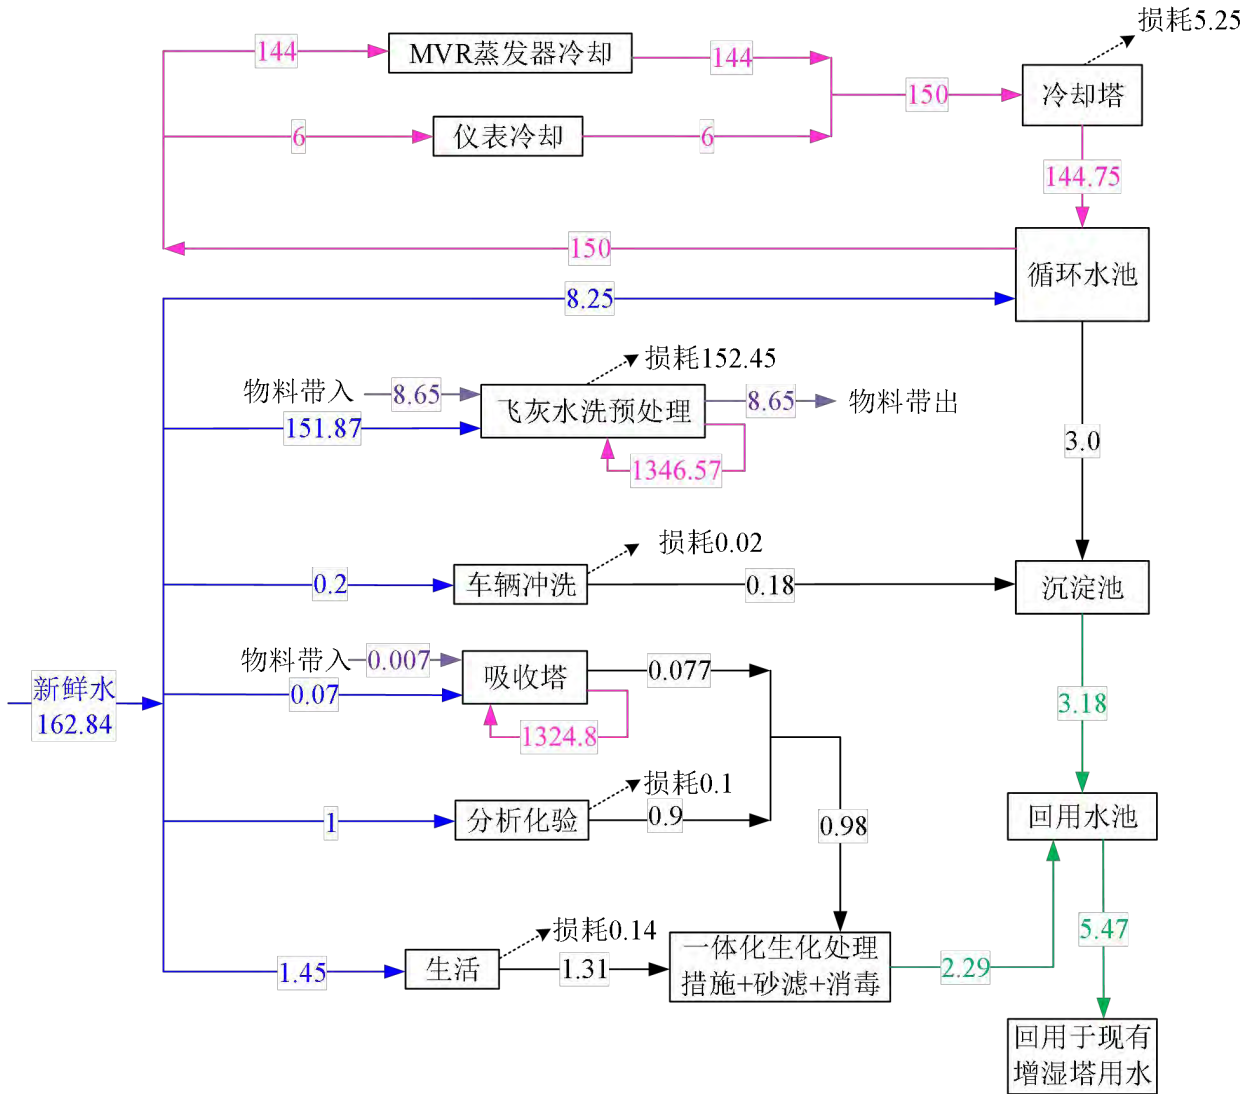 损耗5.25
144
MVR蒸发器冷却
144
150
冷却塔
6
仪表冷却
6
144.75
150
循环水池
8.25
损耗152.45
物料带入
8.65
飞灰水洗预处理
8.65
物料带出
151.87
1346.57
3.0
损耗0.02
0.2
车辆冲洗
0.18
沉淀池
物料带入
0.007
吸收塔
0.077
0.07
新鲜水
162.84
1324.8
3.18
损耗0.1
1
分析化验
0.9
0.98
回用水池
损耗0.14
5.47
1.45
生活
1.31
一体化生化处理
措施+砂滤+消毒
2.29
回用于现有
增湿塔用水